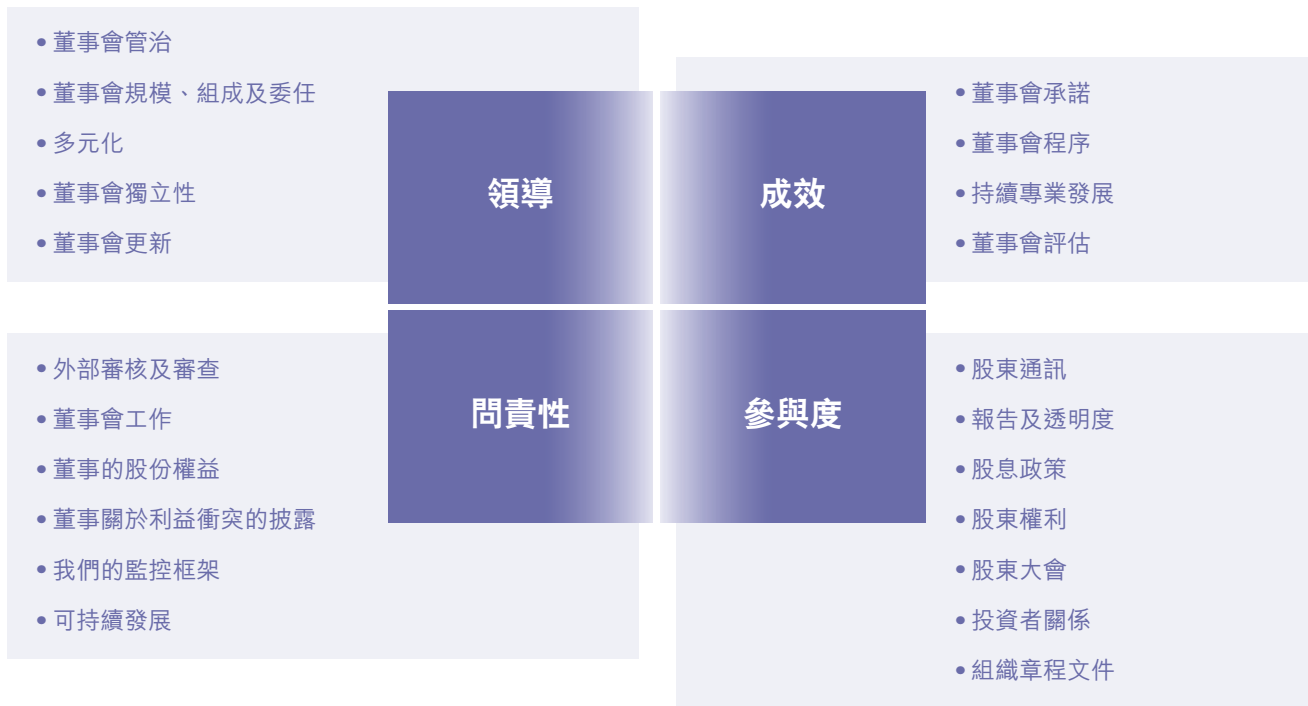 • 董事會管治
• 董事會規模、組成及委任
• 多元化
• 董事會獨立性
• 董事會更新
領導
成效
• 董事會承諾
• 董事會程序
• 持續專業發展
• 董事會評估
• 外部審核及審查
• 董事會工作
• 董事的股份權益
• 董事關於利益衝突的披露
• 我們的監控框架
• 可持續發展
問責性
參與度
• 股東通訊
• 報告及透明度
• 股息政策
• 股東權利
• 股東大會
• 投資者關係
• 組織章程文件